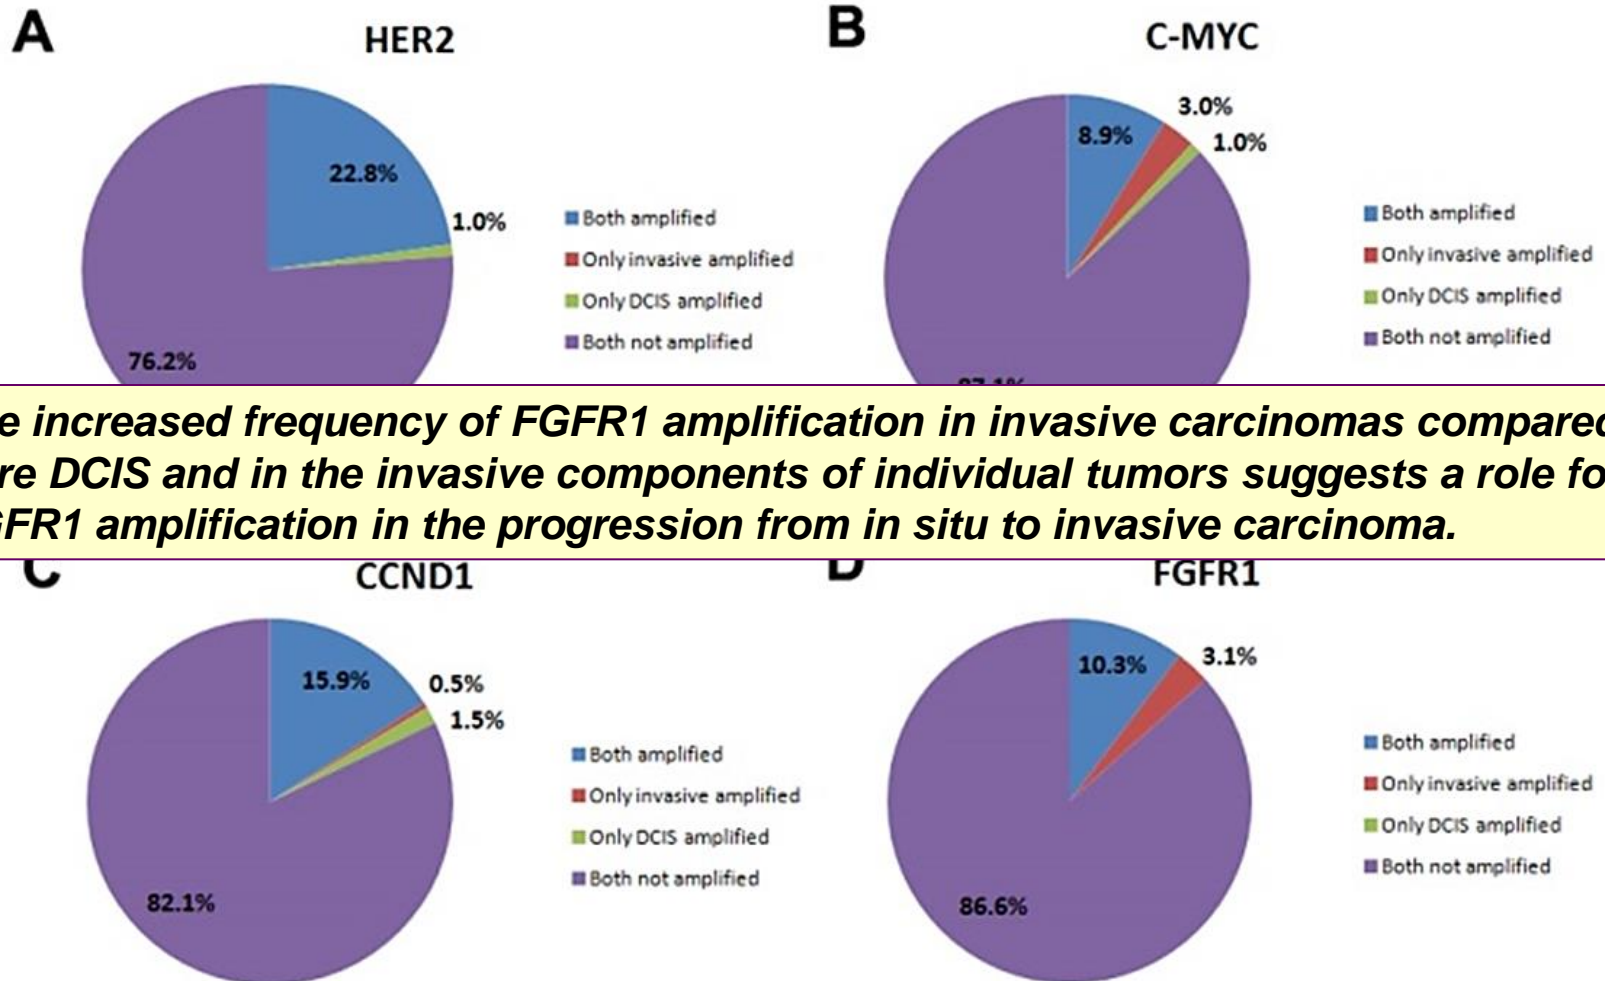 A
HER2
22.8%
1.0%
76.2%
Both amplified
Only invasive amplified
Only DCIS amplified
Both not amplified
B
C-MYC
3.0%
8.9%
1.0%
Both amplified
Only invasive amplified
Only DCIS amplified
Both not amplified
increased frequency of FGFR1 amplification in invasive carcinomas compared
DCIS and in the invasive components of individual tumors suggests a role
amplification in the progression from in situ to invasive carcinoma.
C
CCND1
15.9%
0.5%
1.5%
82.1%
Both amplified
Only invasive amplified
Only DCIS amplified
Both not amplified
D
FGFR1
10.3%
3.1%
86.6%
Both amplified
Only invasive amplified
Only DCIS amplified
Both not amplified